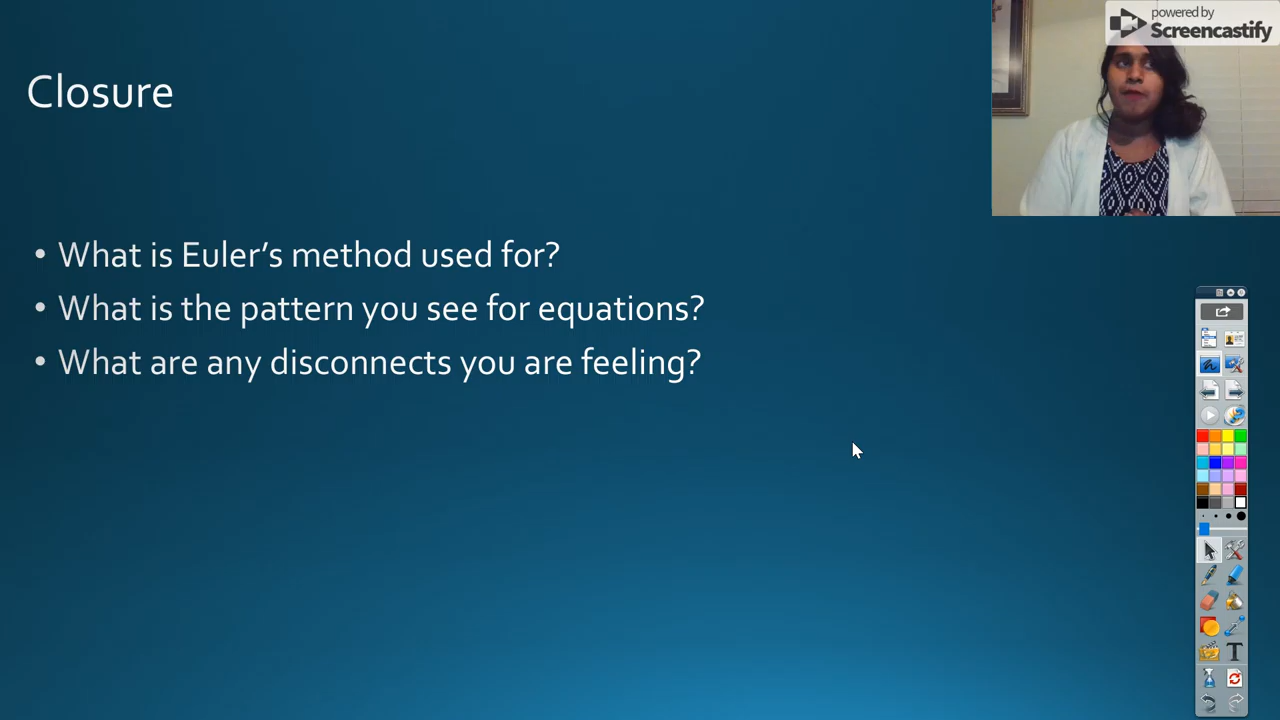 powered by
Screencastify
Closure
• What is Euler’s method used for?
• What is the pattern you see for equations?
• What are any disconnects you are feeling?
T